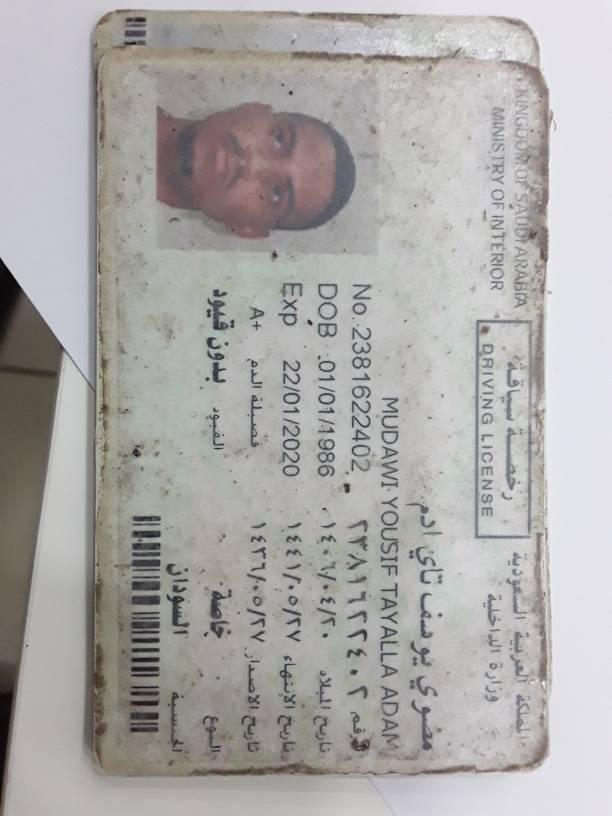 KINGDOM OF SAUDI ARABIA
MINISTRY OF INTERIOR
المملكة العربية السعودية
وزارة الداخلية
رخصة سياقة
DRIVING LICENSE
مضوي يوسف تاي ادم
MUDAWI YOUSIF TAYALLA ADAM
No. 2381622402 رقم ٢٣٨١٦٢٢٤٠٢
DOB :01/01/1986 تاريخ الميلاد ١٤٠٦/٠٤/٢٠
Exp 22/01/2020 تاريخ الإنتهاء ١٤٤١/٠٥/٢٧
A+ فصيلة الدم تاريخ الاصدار ١٤٣٦/٠٥/٢٧
النوع خاصة القيود بدون قيود
الجنسية السودان